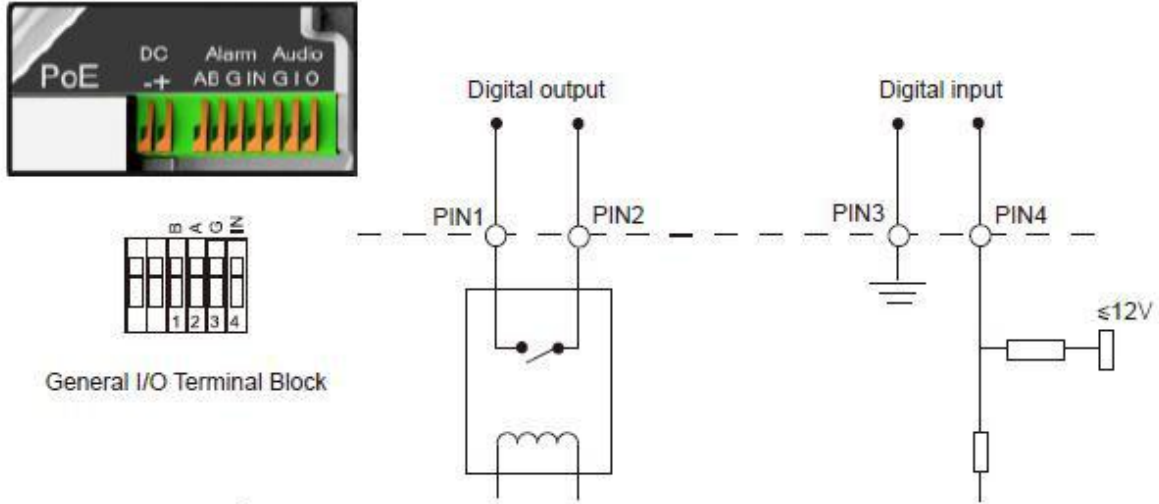 DC Alarm Audio
PoE -+ AB G IN G I O
Digital output
Digital input
PIN1
PIN2
PIN3
PIN4
B A G IN
1 2 3 4
≤12V
General I/O Terminal Block